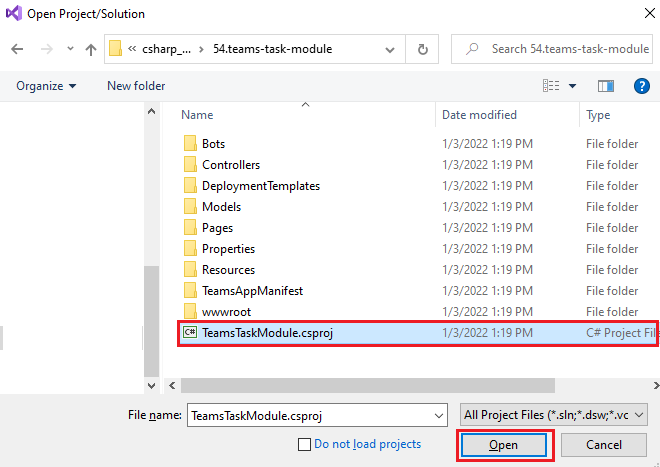 Open Project/Solution
« csharp_... › 54.teams-task-module
Search 54.teams-task-module
Organize
New folder
?
Name
Date modified
Type
Bots
1/3/2022 1:19 PM
File folder
Controllers
1/3/2022 1:19 PM
File folder
DeploymentTemplates
1/3/2022 1:19 PM
File folder
Models
1/3/2022 1:19 PM
File folder
Pages
1/3/2022 1:19 PM
File folder
Properties
1/3/2022 1:19 PM
File folder
Resources
1/3/2022 1:19 PM
File folder
TeamsAppManifest
1/3/2022 1:19 PM
File folder
wwwroot
1/3/2022 1:19 PM
File folder
C# TeamsTaskModule.csproj
1/3/2022 1:19 PM
C# Project File
File name:
TeamsTaskModule.csproj
All Project Files (*.sln;*.dsw;*.vc
Do not load projects
Open
Cancel